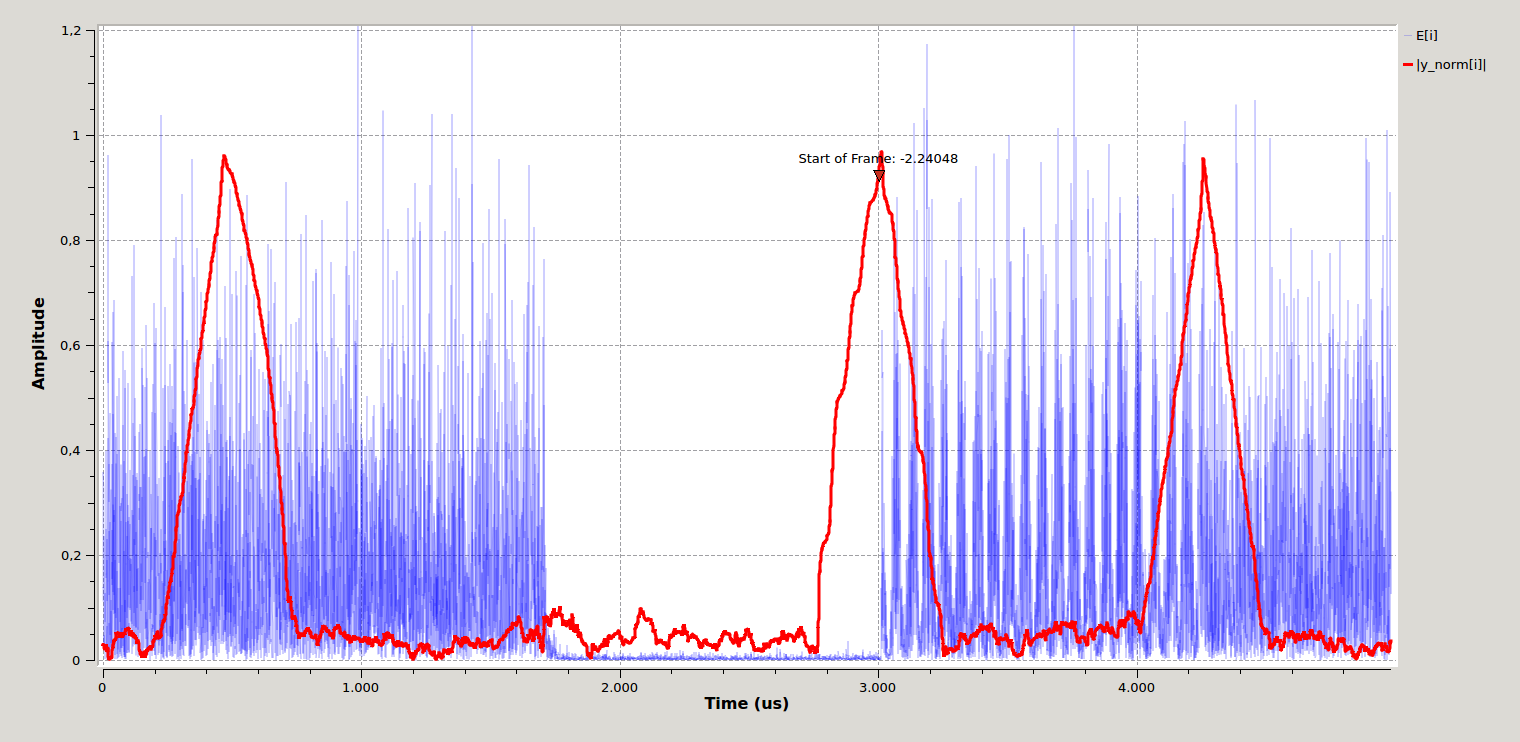 E[i]
|y_norm[i]|
Amplitude
1,2
1
0,8
0,6
0,4
0,2
0
Start of Frame: -2.24048
0 1.000 2.000 3.000 4.000
Time (us)